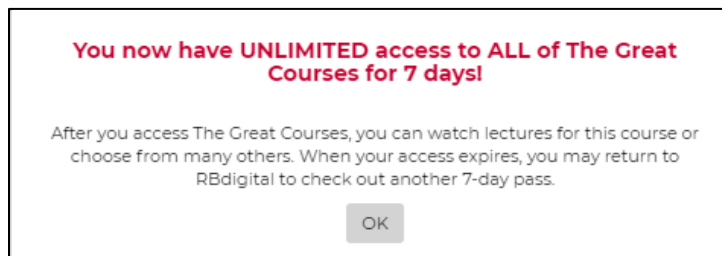 You now have UNLIMITED access to ALL of The Great
Courses for 7 days!
After you access The Great Courses, you can watch lectures for this course or
choose from many others. When your access expires, you may return to
RBdigital to check out another 7-day pass.
OK